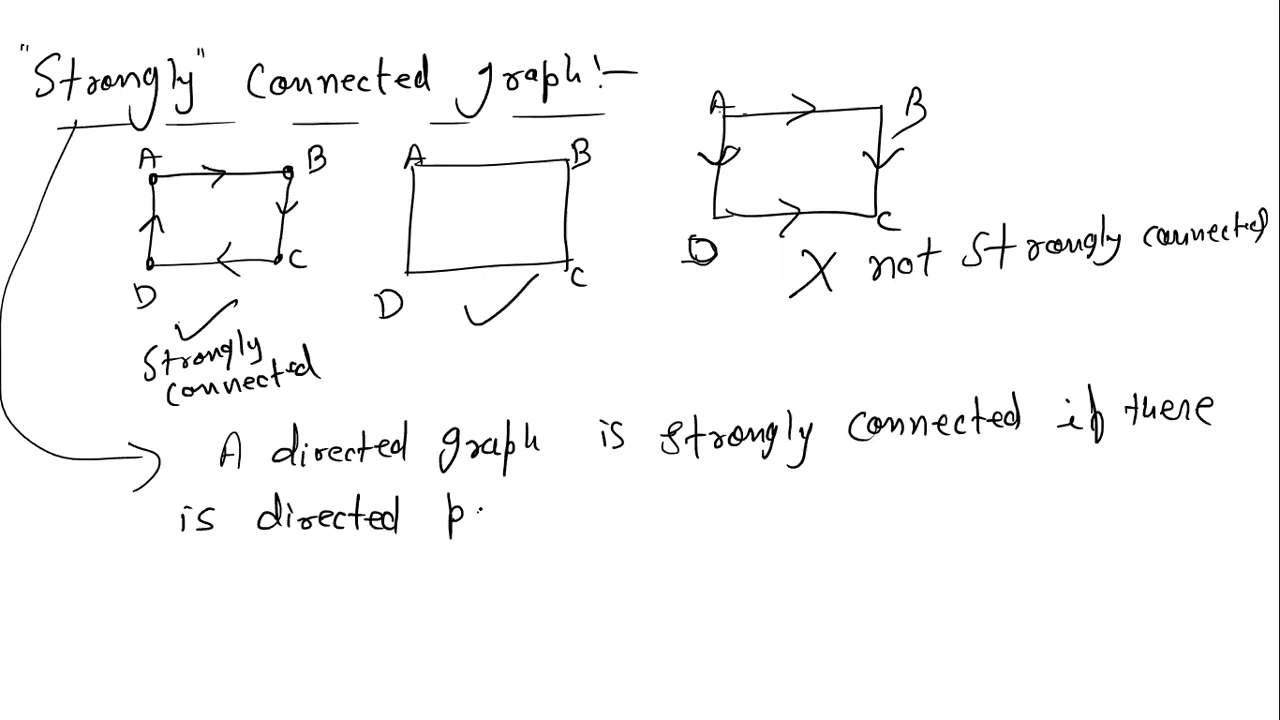 "Strongly" Connected graph:-
A B
D C
Strongly
connected
A B
D C
A B
D C
X not strongly connected
A directed graph is strongly connected if there
is directed p